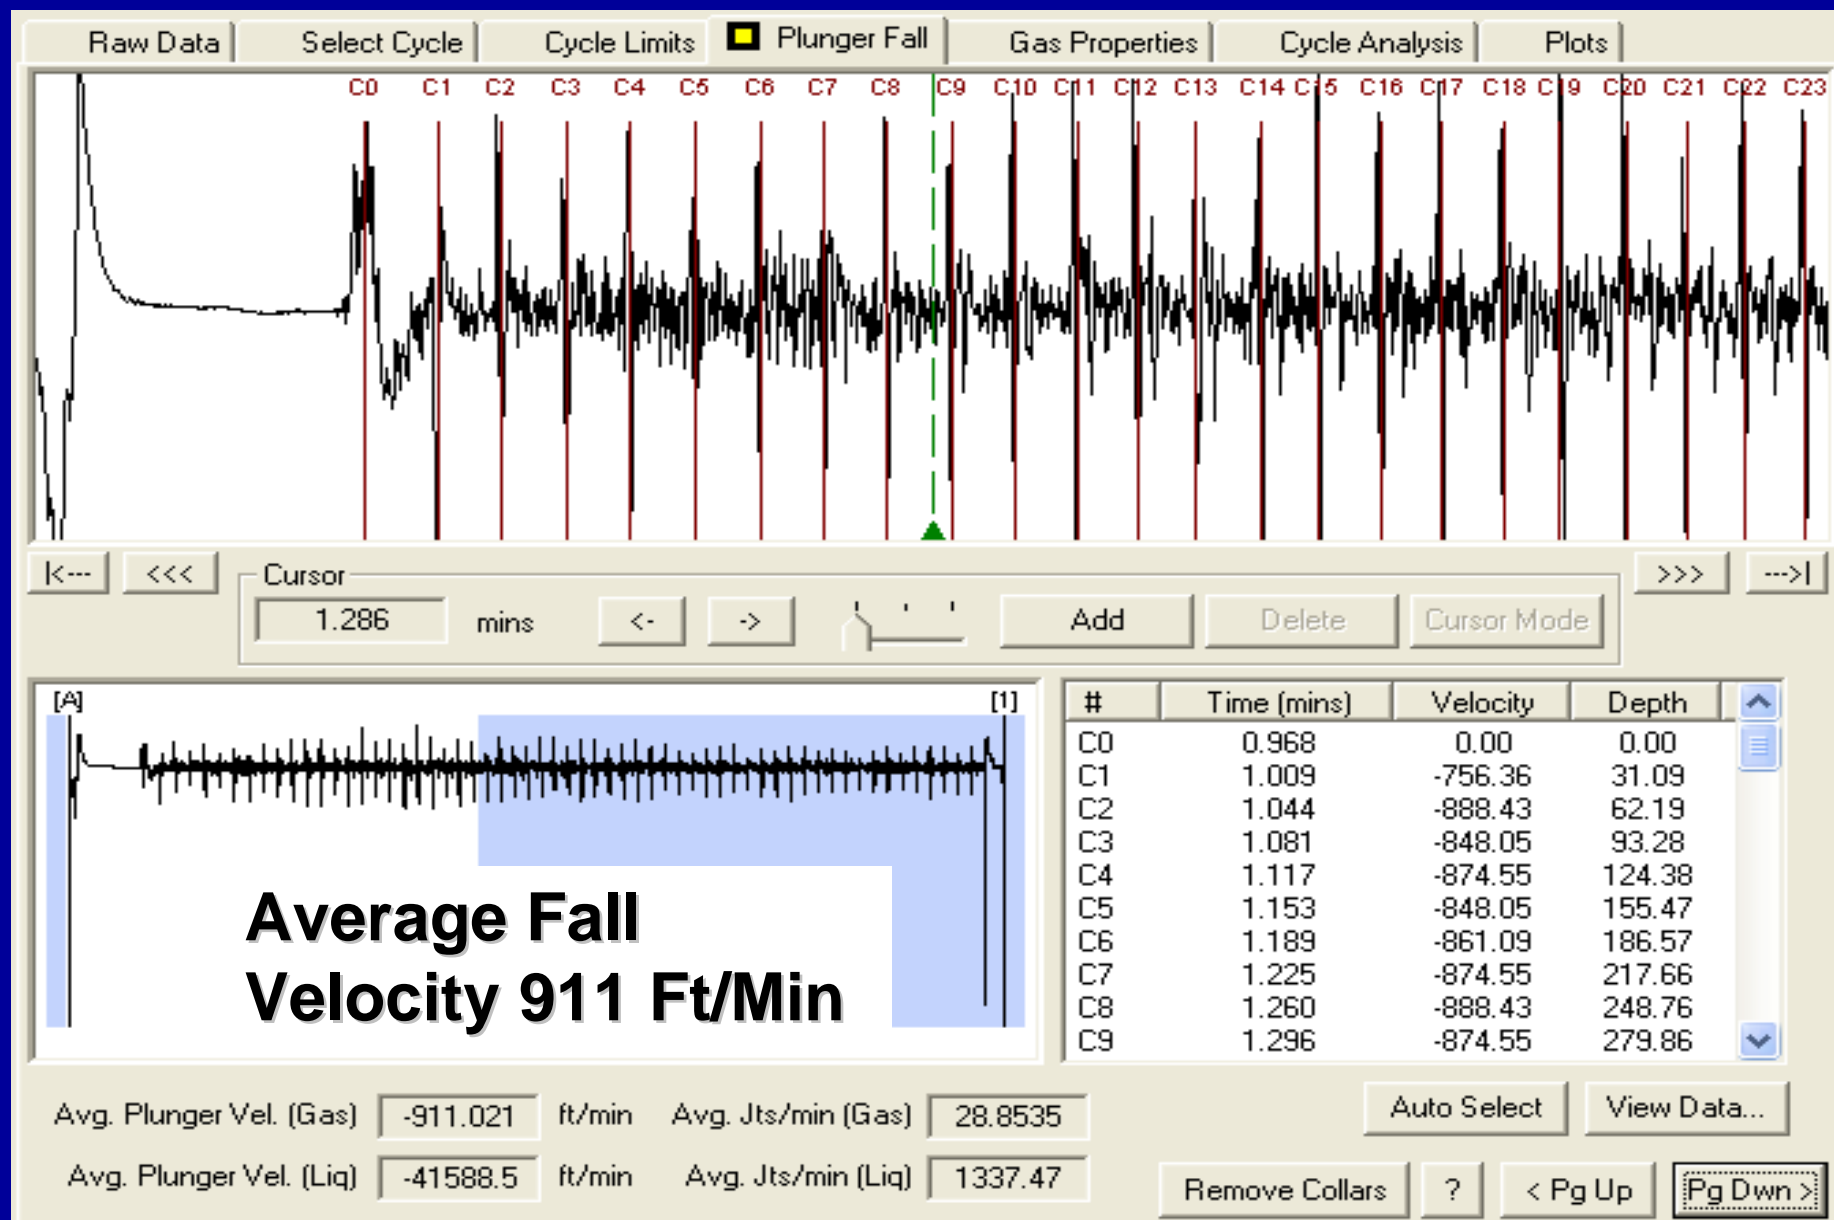 Raw Data Select Cycle Cycle Limits Plunger Fall Gas Properties Cycle Analysis Plots
C0 C1 C2 C3 C4 C5 C6 C7 C8 C9 C10 C11 C12 C13 C14 C15 C16 C17 C18 C19 C20 C21 C22 C23
|<--- <<< Cursor >>> --->|
1.286 mins <- -> Add Delete Cursor Mode
[A] [1]
Average Fall
Velocity 911 Ft/Min
# Time (mins) Velocity Depth
C0 0.968 0.00 0.00
C1 1.009 -756.36 31.09
C2 1.044 -888.43 62.19
C3 1.081 -848.05 93.28
C4 1.117 -874.55 124.38
C5 1.153 -848.05 155.47
C6 1.189 -861.09 186.57
C7 1.225 -874.55 217.66
C8 1.260 -888.43 248.76
C9 1.296 -874.55 279.86
Avg. Plunger Vel. (Gas) -911.021 ft/min Avg. Jts/min (Gas) 28.8535 Auto Select View Data...
Avg. Plunger Vel. (Liq) -41588.5 ft/min Avg. Jts/min (Liq) 1337.47 Remove Collars ? < Pg Up Pg Dwn >